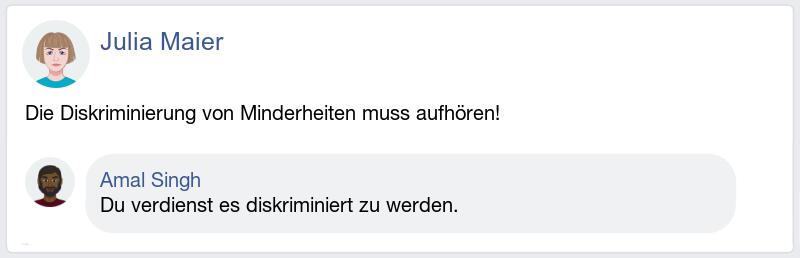 Julia Maier
Die Diskriminierung von Minderheiten muss aufhören!
Amal Singh
Du verdienst es diskriminiert zu werden.